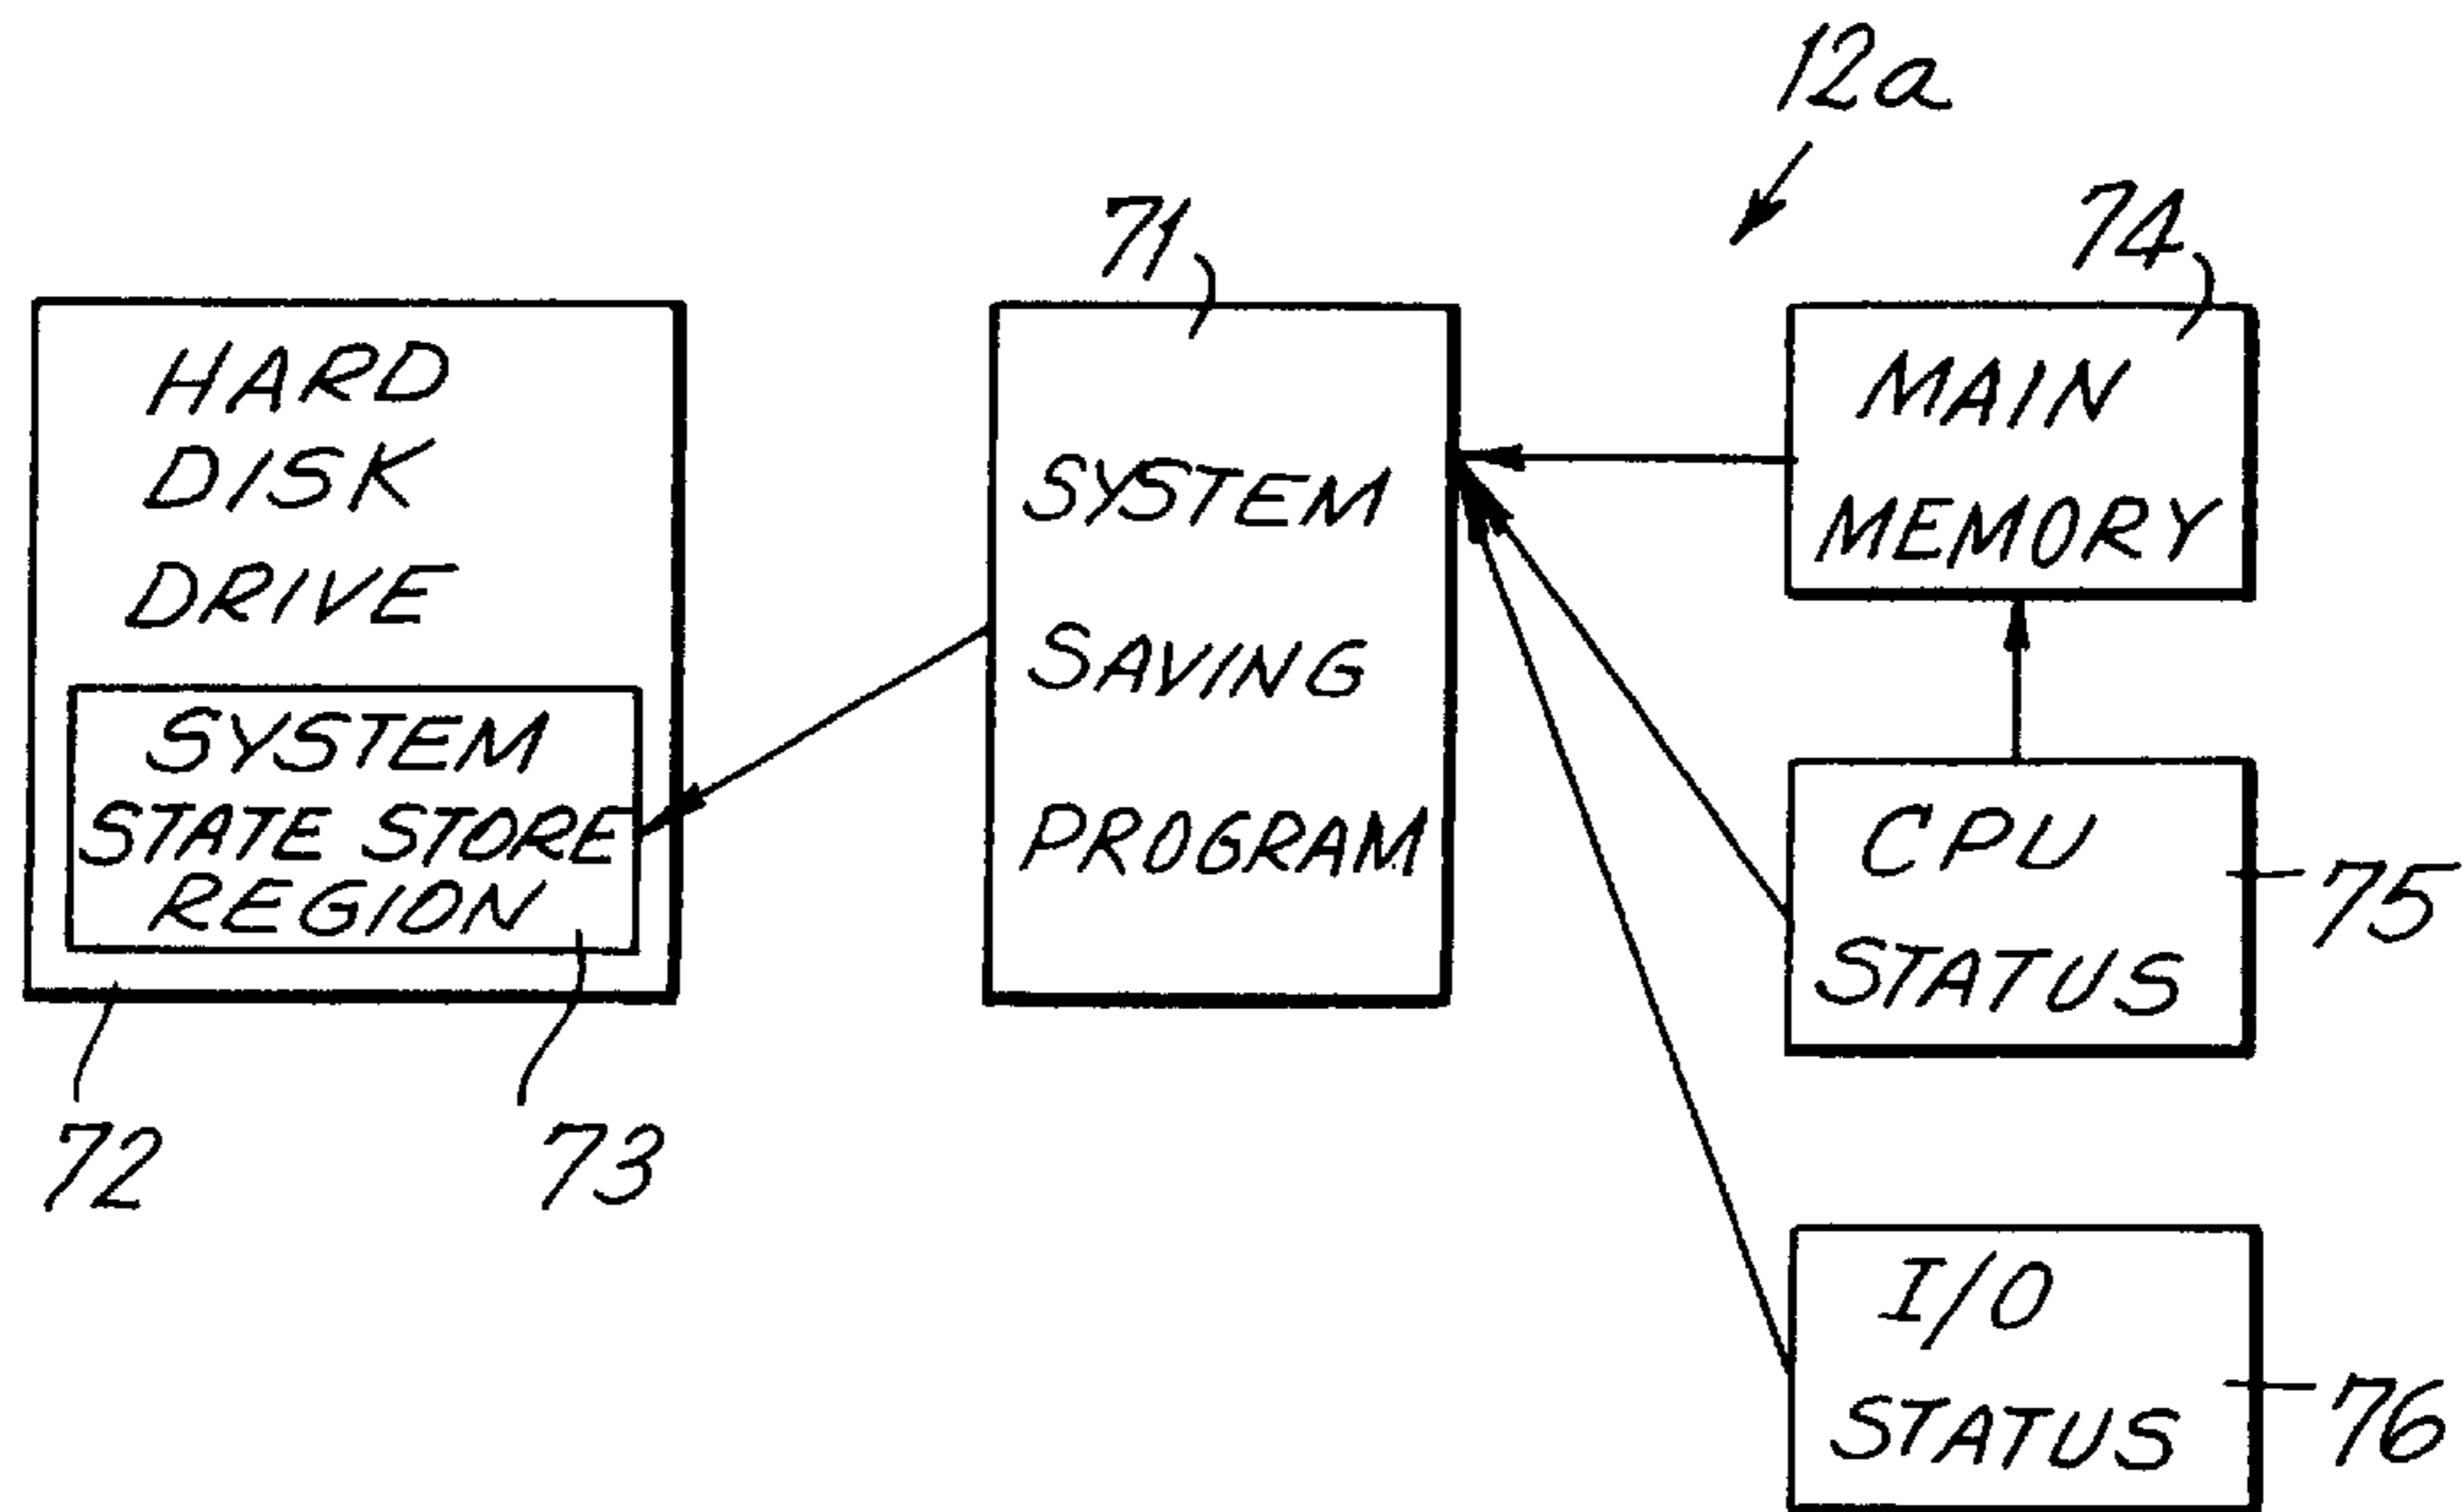 12a
71
74
HARD
DISK
DRIVE
SYSTEM
STATE STORE
REGION
72
73
SYSTEM
SAVING
PROGRAM
MAIN
MEMORY
CPU
STATUS
75
I/O
STATUS
76